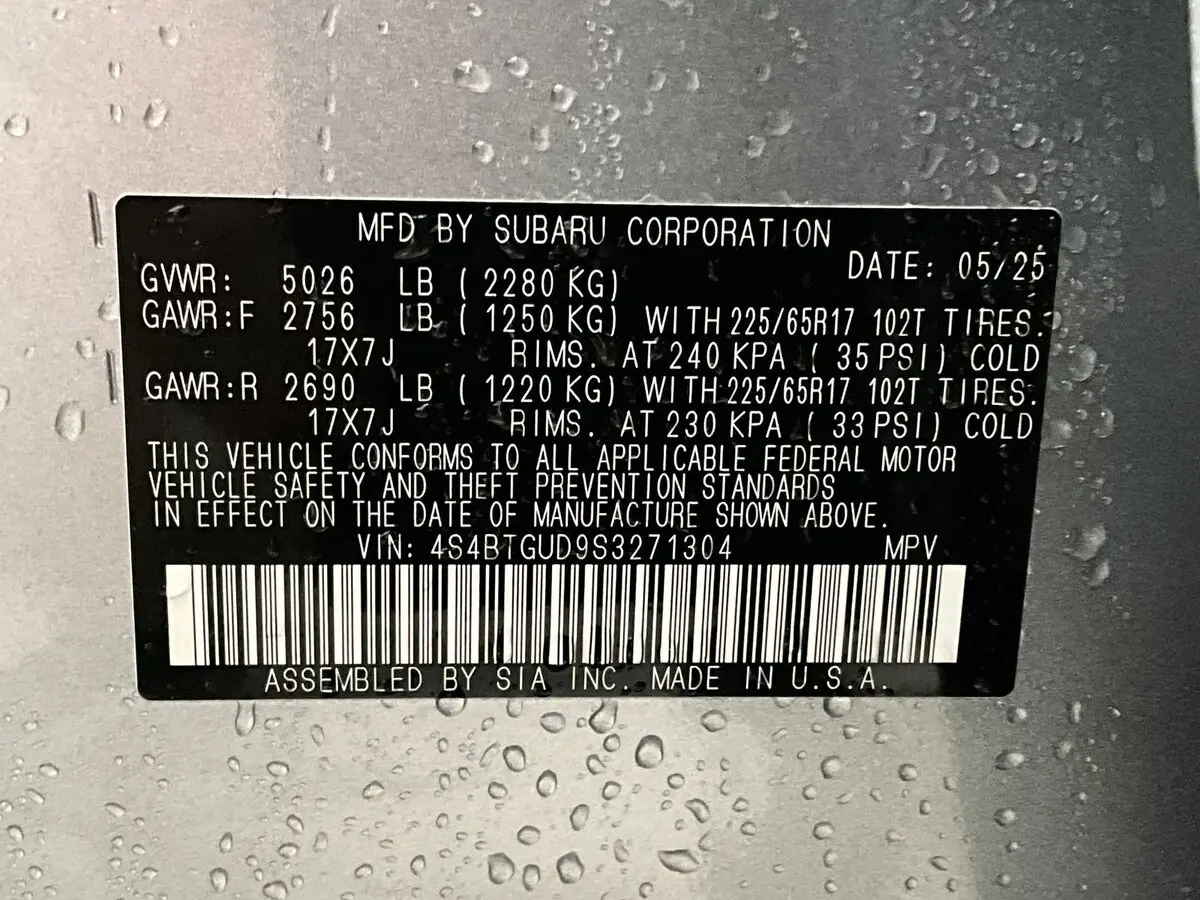 MFD BY SUBARU CORPORATION
DATE: 05/25
GVWR: 5026 LB ( 2280 KG)
GAWR:F 2756 LB ( 1250 KG) WITH 225/65R17 102T TIRES.
17X7J RIMS. AT 240 KPA ( 35 PSI) COLD
GAWR:R 2690 LB ( 1220 KG) WITH 225/65R17 102T TIRES.
17X7J RIMS. AT 230 KPA ( 33 PSI) COLD
THIS VEHICLE CONFORMS TO ALL APPLICABLE FEDERAL MOTOR
VEHICLE SAFETY AND THEFT PREVENTION STANDARDS
IN EFFECT ON THE DATE OF MANUFACTURE SHOWN ABOVE.
VIN: 4S4BTGUD9S3271304 MPV
ASSEMBLED BY SIA INC. MADE IN U.S.A.